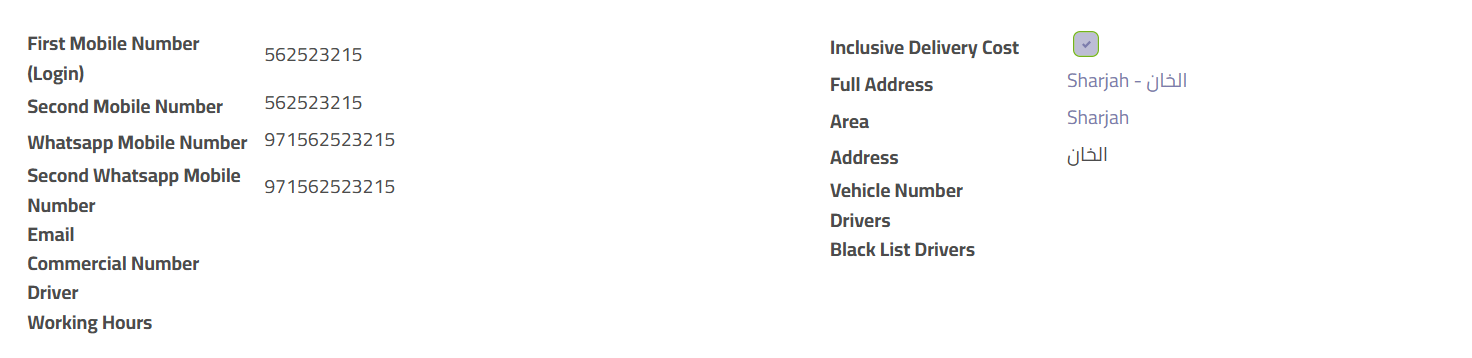 First Mobile Number
(Login)
562523215
Second Mobile Number 562523215
Whatsapp Mobile Number 971562523215
Second Whatsapp Mobile
Number
971562523215
Email
Commercial Number
Driver
Working Hours
Inclusive Delivery Cost
Full Address Sharjah - الخان
Area Sharjah
Address الخان
Vehicle Number
Drivers
Black List Drivers